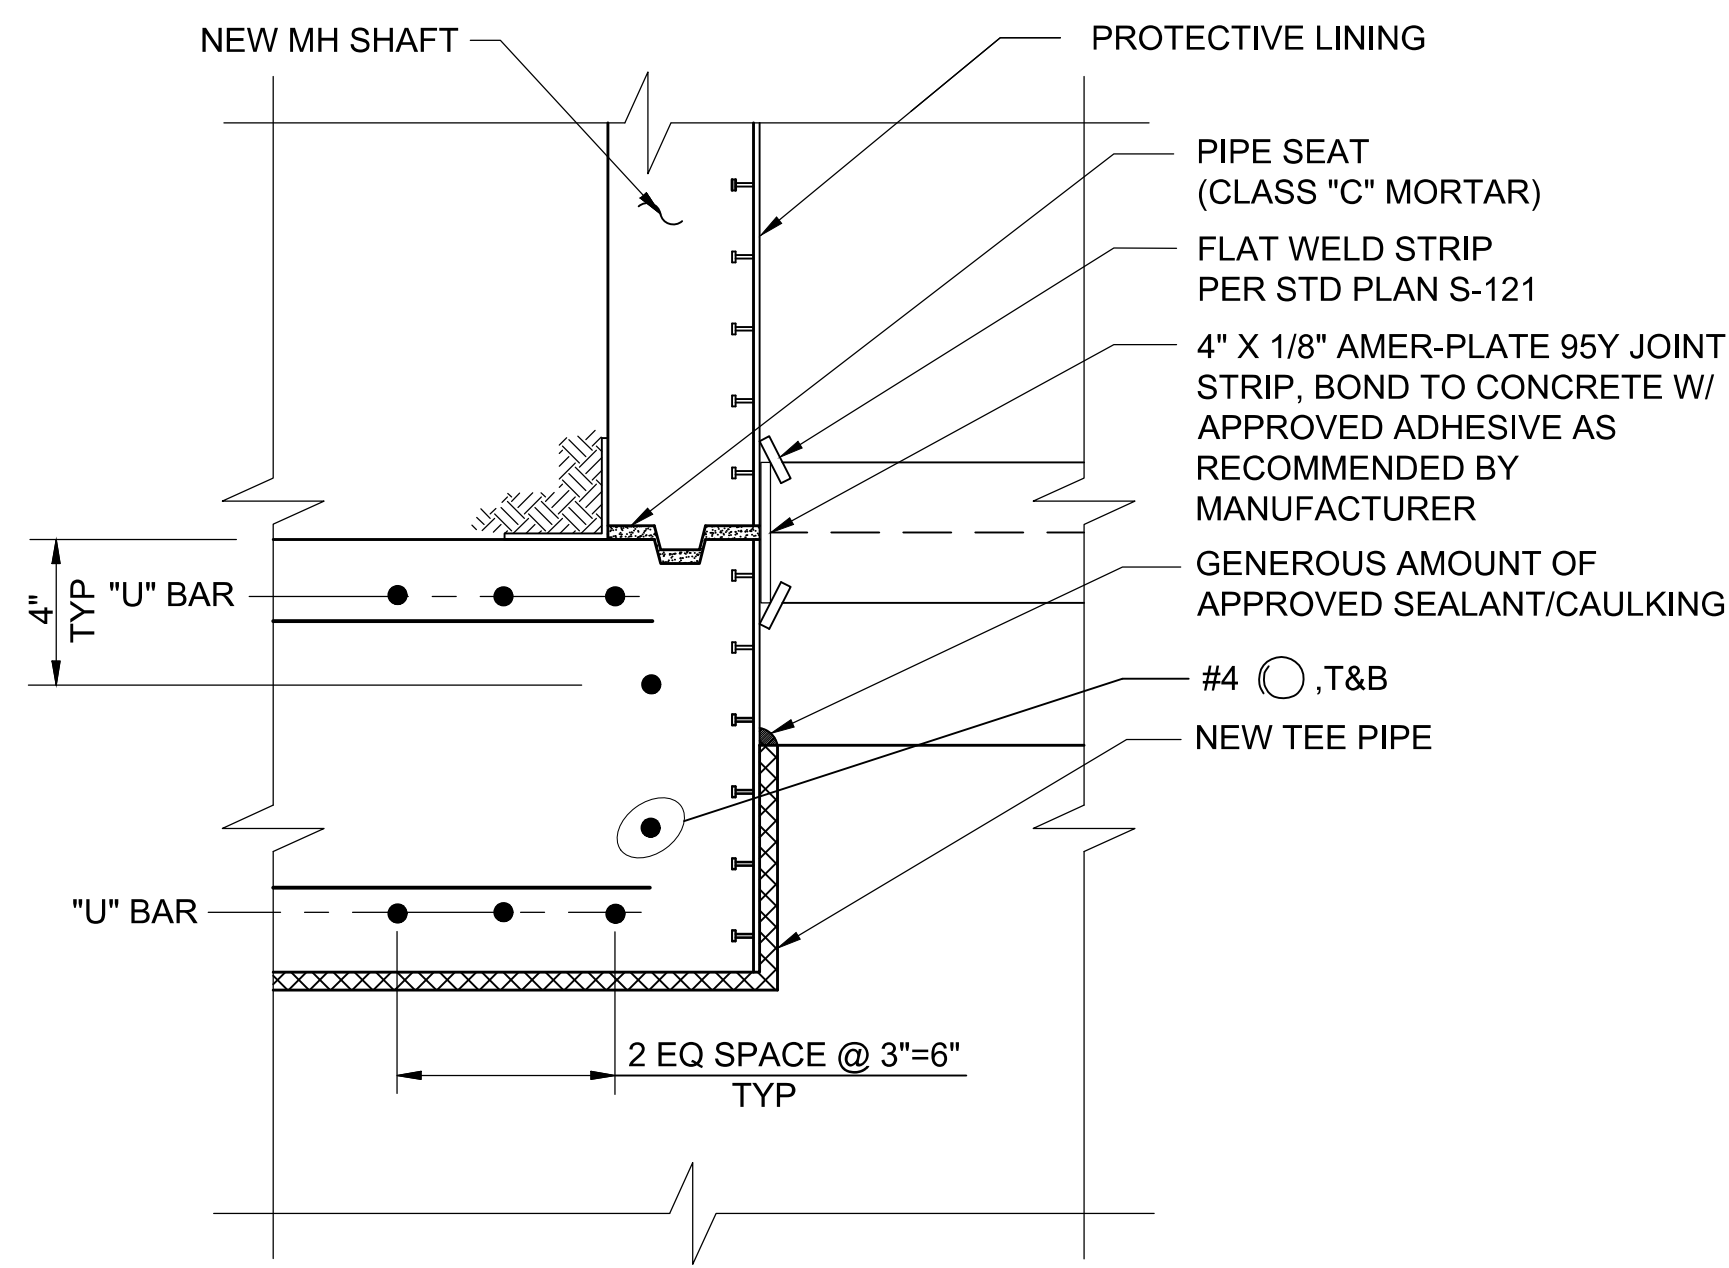 NEW MH SHAFT
PROTECTIVE LINING
PIPE SEAT
(CLASS "C" MORTAR)
FLAT WELD STRIP
PER STD PLAN S-121
4" X 1/8" AMER-PLATE 95Y JOINT
STRIP, BOND TO CONCRETE W/
APPROVED ADHESIVE AS
RECOMMENDED BY
MANUFACTURER
GENEROUS AMOUNT OF
APPROVED SEALANT/CAULKING
#4 ,T&B
NEW TEE PIPE
4"
TYP
"U" BAR
"U" BAR
2 EQ SPACE @ 3"=6"
TYP